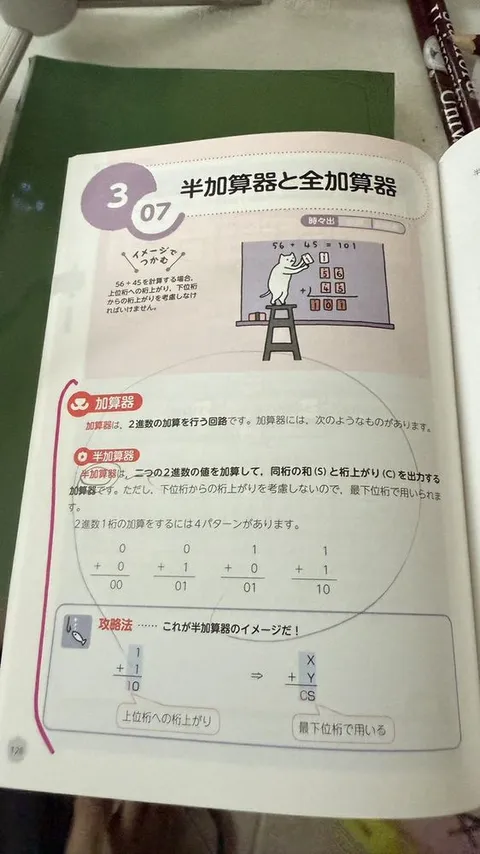 3
07
半加算器と全加算器
時々出
イメージで
つかむ
56+45を計算する場合、
上位桁への桁上がり、下位桁
からの桁上がりを考慮しなけ
ればいけません。
56 + 45 = 101
1
5 6
+) 4 5
1 0 1
加算器
加算器は、2進数の加算を行う回路です。加算器には、次のようなものがあります。
半加算器
半加算器は、二つの2進数の値を加算して、同桁の和(S)と桁上がり(C)を出力する
加算器です。ただし、下位桁からの桁上がりを考慮しないので、最下位桁で用いられま
す。
2進数1桁の加算をするには4パターンがあります。
0 0 1 1
+ 0 + 1 + 0 + 1
00 01 01 10
攻略法 …… これが半加算器のイメージだ!
1 X
+ 1 ⇒ + Y
10 CS
上位桁への桁上がり 最下位桁で用いる